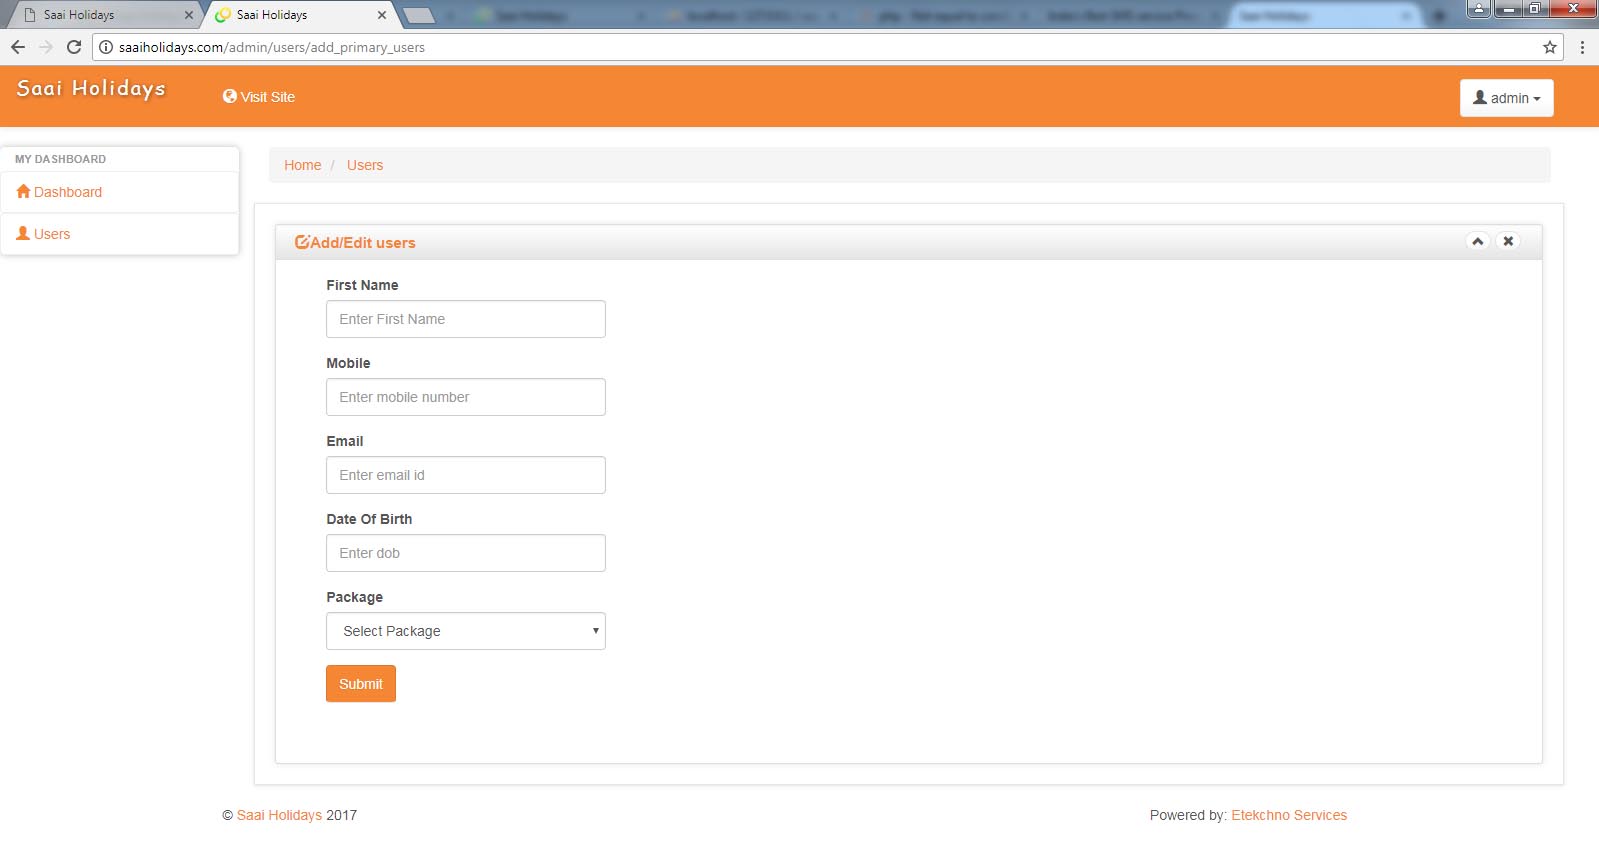 Saai Holidays
Saai Holidays
saaiholidays.com/admin/users/add_primary_users
Saai Holidays
Visit Site
admin
MY DASHBOARD
Dashboard
Users
Home / Users
Add/Edit users
First Name
Enter First Name
Mobile
Enter mobile number
Email
Enter email id
Date Of Birth
Enter dob
Package
Select Package
Submit
© Saai Holidays 2017
Powered by: Etekchno Services